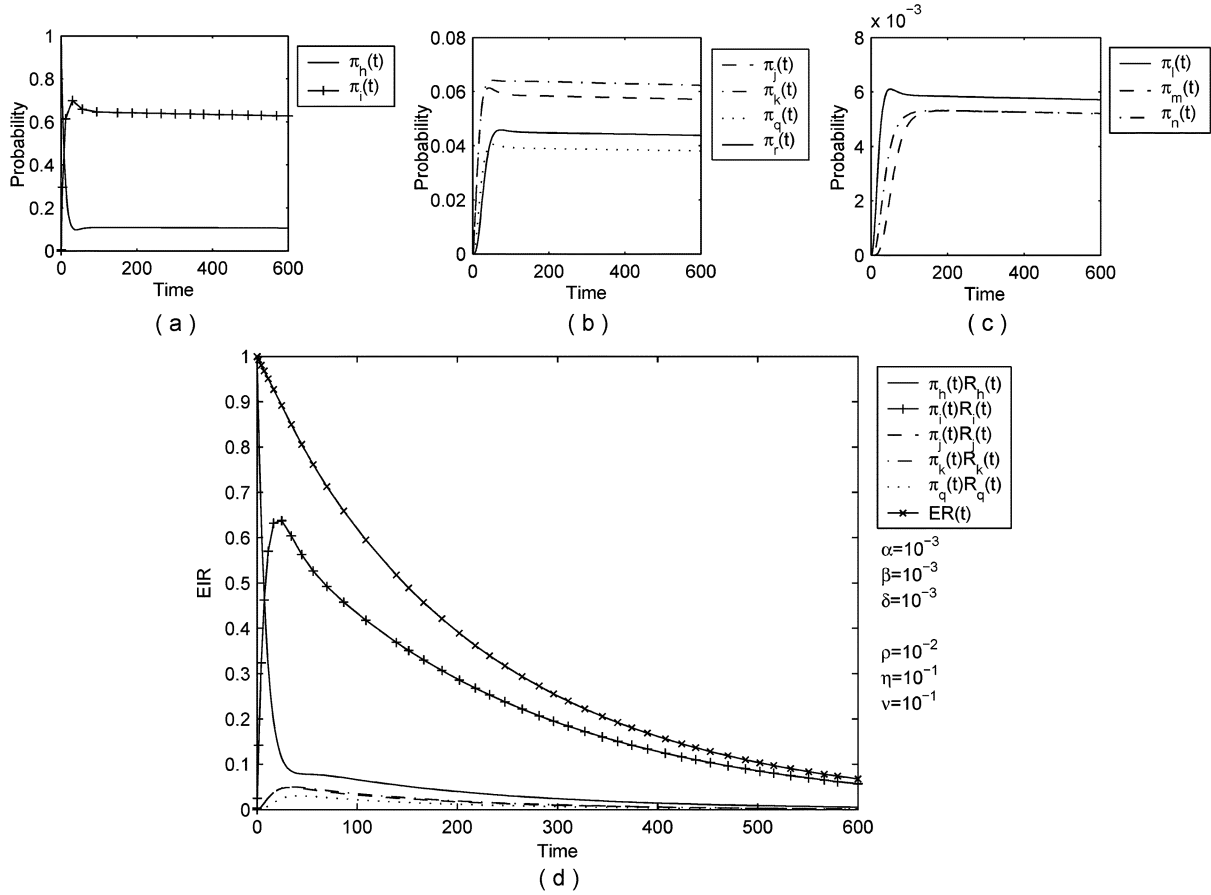 1
0.8
0.6
0.4
0.2
0
0 200 400 600
Probability
Time
π_h(t)
π_i(t)
( a )
0.08
0.06
0.04
0.02
0
0 200 400 600
Probability
Time
π_j(t)
π_k(t)
π_q(t)
π_r(t)
( b )
x 10⁻³
8
6
4
2
0
0 200 400 600
Probability
Time
π_l(t)
π_m(t)
π_n(t)
( c )
1
0.9
0.8
0.7
0.6
0.5
0.4
0.3
0.2
0.1
0
0 100 200 300 400 500 600
EIR
Time
π_h(t)R_h(t)
π_i(t)R_i(t)
π_j(t)R_j(t)
π_k(t)R_k(t)
π_q(t)R_q(t)
ER(t)
α=10⁻³
β=10⁻³
δ=10⁻³
ρ=10⁻²
η=10⁻¹
ν=10⁻¹
( d )